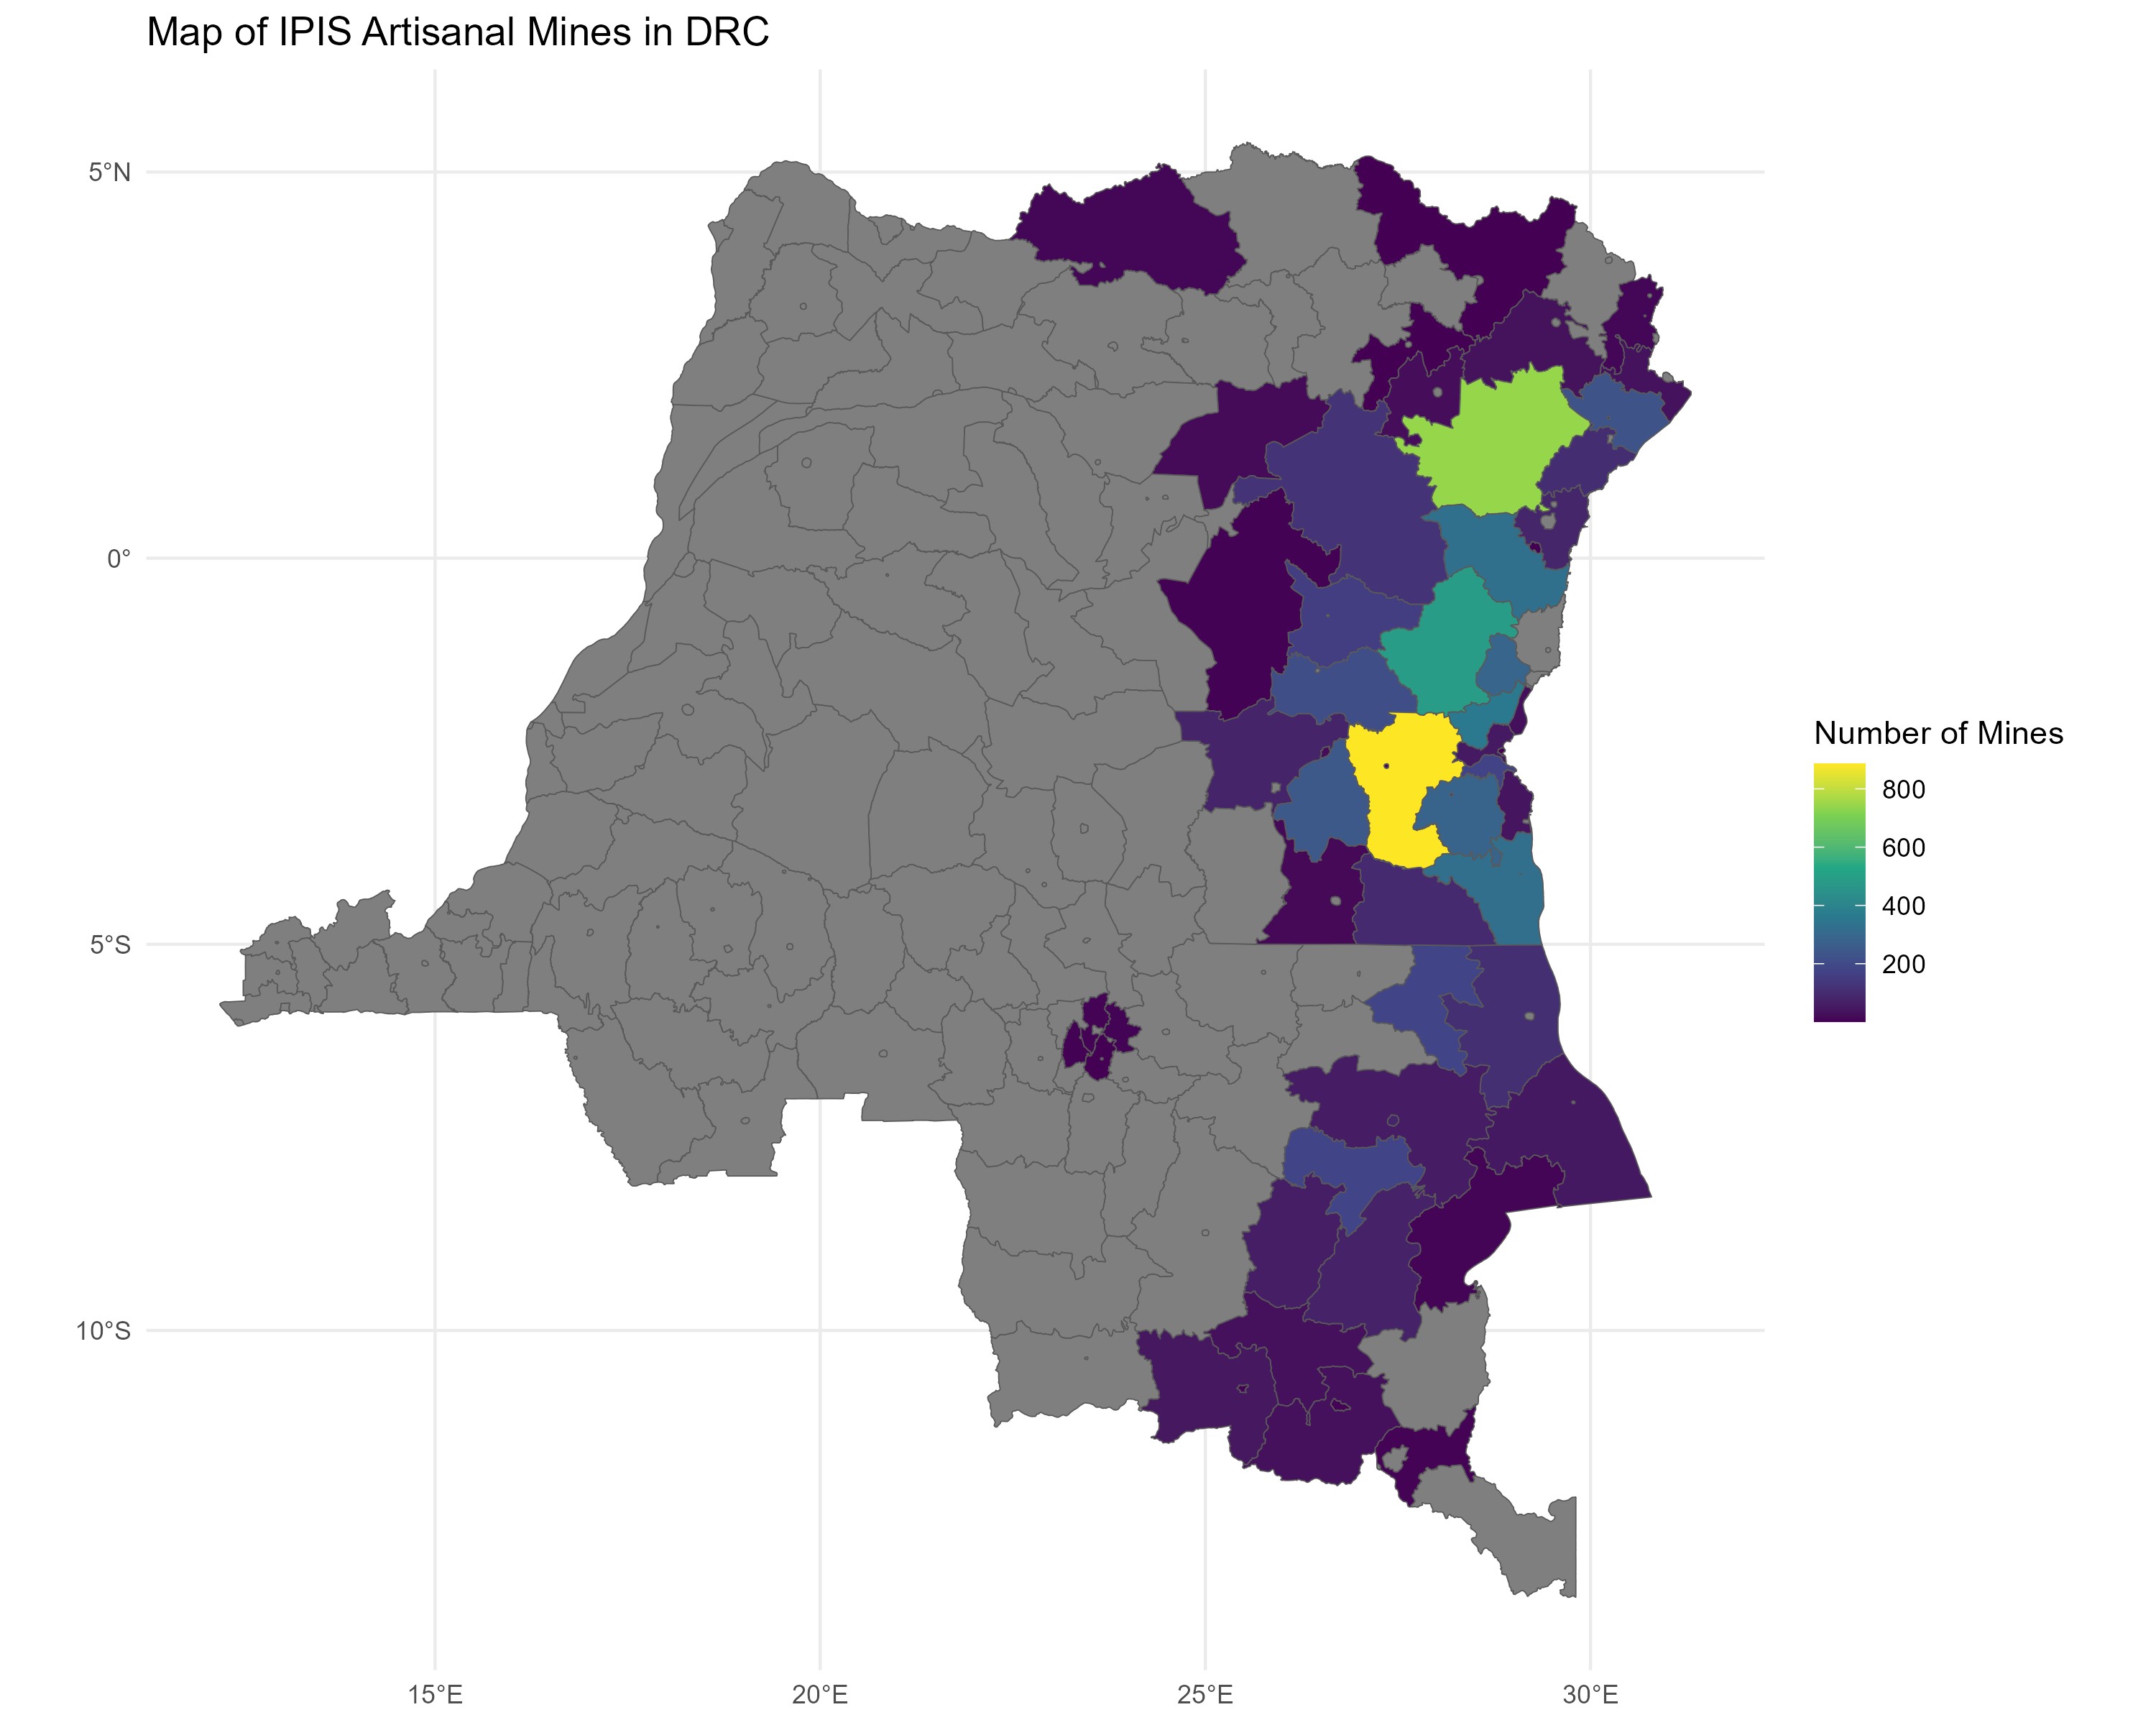 Map of IPIS Artisanal Mines in DRC
5°N
0°
5°S
10°S
15°E
20°E
25°E
30°E
Number of Mines
800
600
400
200